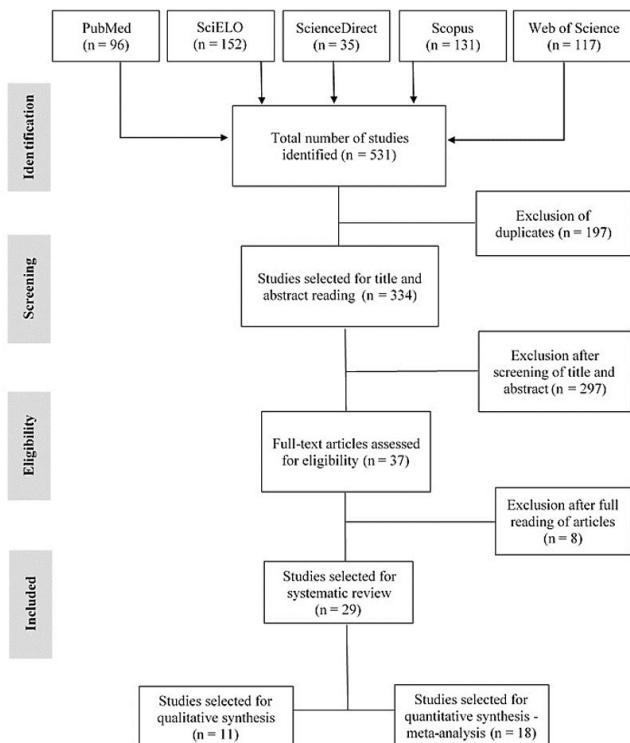 PubMed
(n = 96)
SciELO
(n = 152)
ScienceDirect
(n = 35)
Scopus
(n = 131)
Web of Science
(n = 117)
Identification
Total number of studies
identified (n = 531)
Exclusion of
duplicates (n = 197)
Screening
Studies selected for title and
abstract reading (n = 334)
Exclusion after
screening of title and
abstract (n = 297)
Eligibility
Full-text articles assessed
for eligibility (n = 37)
Exclusion after full
reading of articles
(n = 8)
Included
Studies selected for
systematic review
(n = 29)
Studies selected for
qualitative synthesis
(n = 11)
Studies selected for
quantitative synthesis -
meta-analysis (n = 18)